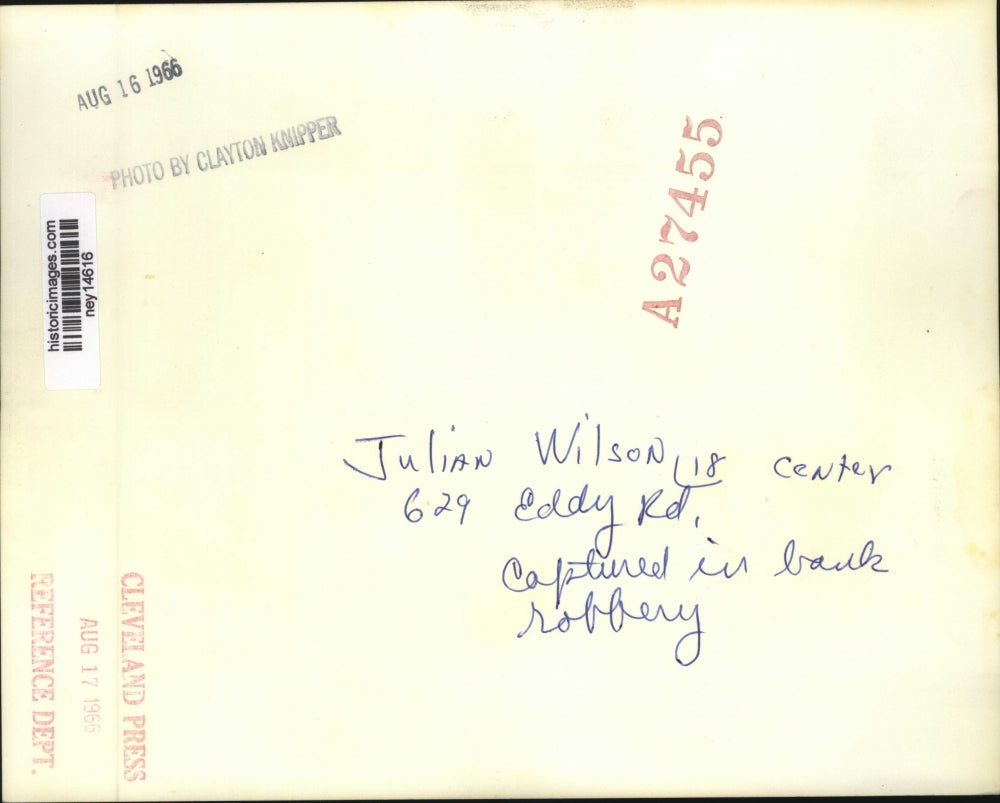 AUG 16 1966
PHOTO BY CLAYTON KNIPPER
A27455
historicimages.com
ney14616
Julian Wilson, 18 center
629 Eddy Rd,
Captured in bank
robbery
CLEVELAND PRESS
AUG 17 1966
REFERENCE DEPT.